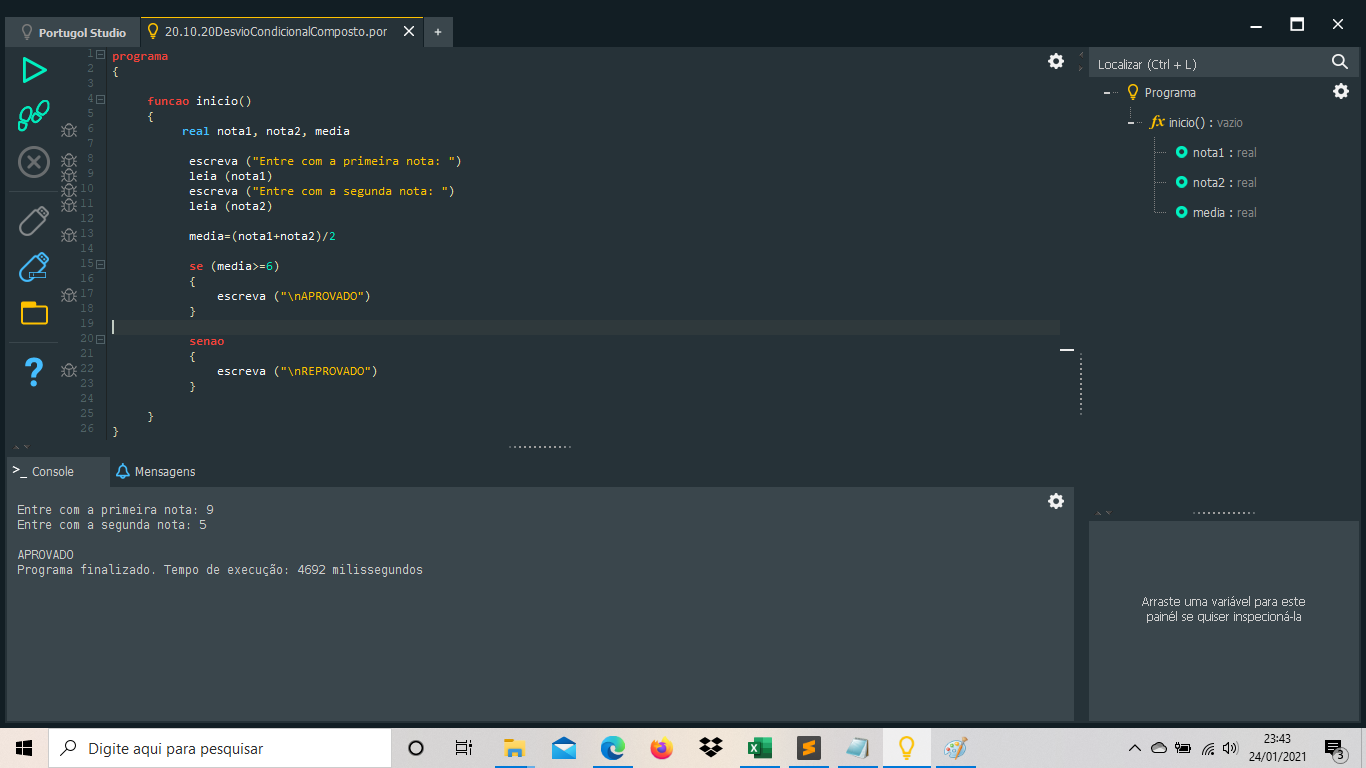 Portugol Studio
20.10.20DesvioCondicionalComposto.por
+
1 programa
2 {
3
4 funcao inicio()
5 {
6 real nota1, nota2, media
7
8 escreva ("Entre com a primeira nota: ")
9 leia (nota1)
10 escreva ("Entre com a segunda nota: ")
11 leia (nota2)
12
13 media=(nota1+nota2)/2
14
15 se (media>=6)
16 {
17 escreva ("\nAPROVADO")
18 }
19
20 senao
21 {
22 escreva ("\nREPROVADO")
23 }
24
25 }
26 }
Localizar (Ctrl + L)
Programa
fx inicio() : vazio
nota1 : real
nota2 : real
media : real
>_ Console
Mensagens
Entre com a primeira nota: 9
Entre com a segunda nota: 5
APROVADO
Programa finalizado. Tempo de execução: 4692 milissegundos
Arraste uma variável para este
painél se quiser inspecioná-la
Digite aqui para pesquisar
23:43
24/01/2021
3